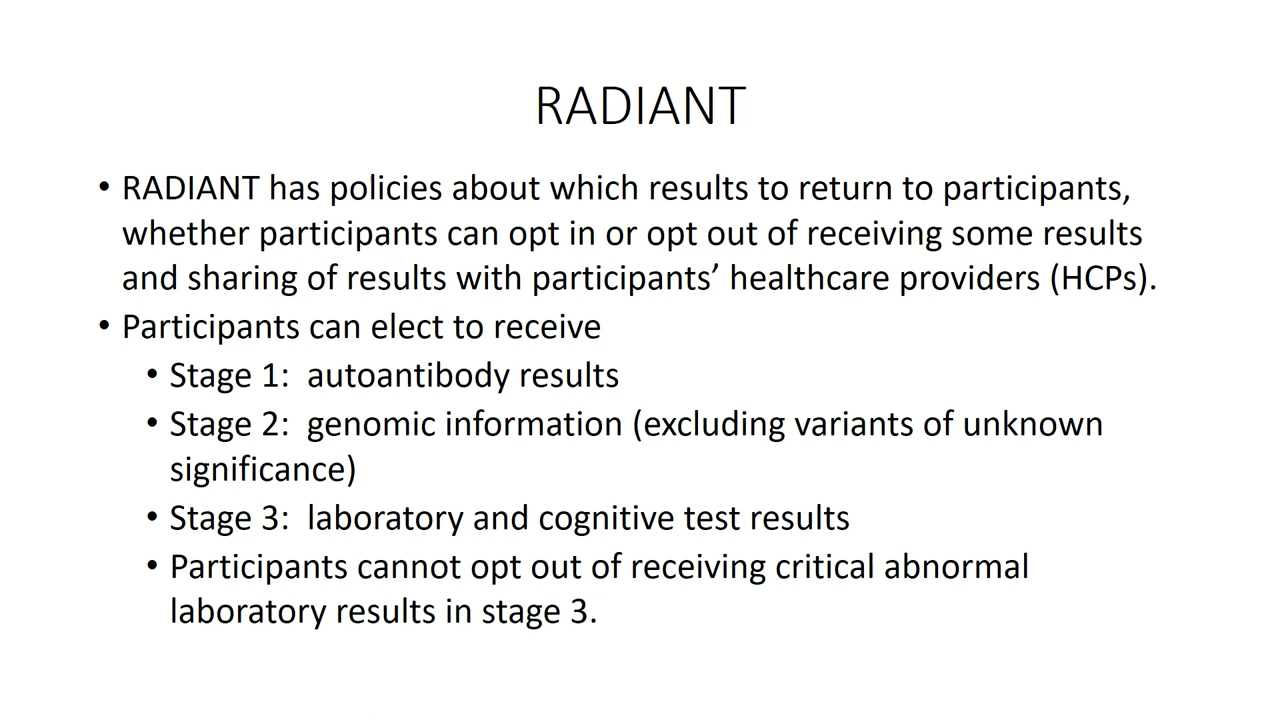 RADIANT
• RADIANT has policies about which results to return to participants,
whether participants can opt in or opt out of receiving some results
and sharing of results with participants’ healthcare providers (HCPs).
• Participants can elect to receive
• Stage 1:  autoantibody results
• Stage 2:  genomic information (excluding variants of unknown
significance)
• Stage 3:  laboratory and cognitive test results
• Participants cannot opt out of receiving critical abnormal
laboratory results in stage 3.